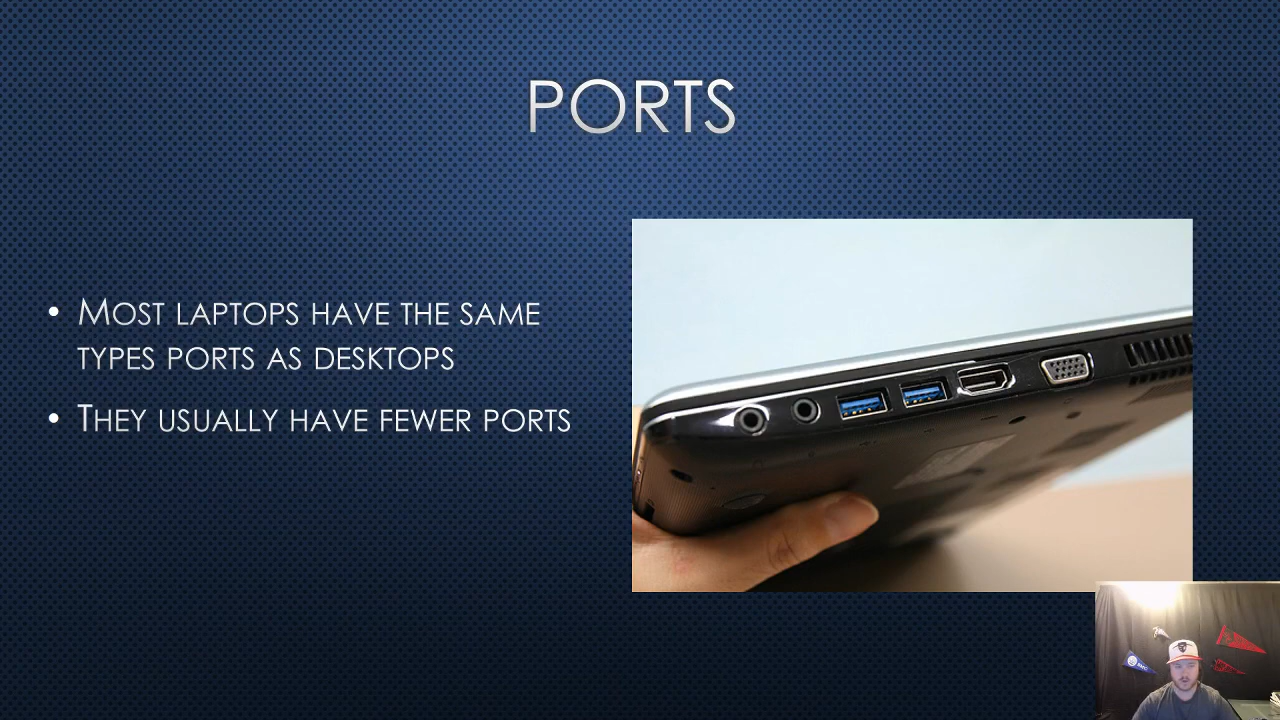 PORTS
• MOST LAPTOPS HAVE THE SAME
TYPES PORTS AS DESKTOPS
• THEY USUALLY HAVE FEWER PORTS